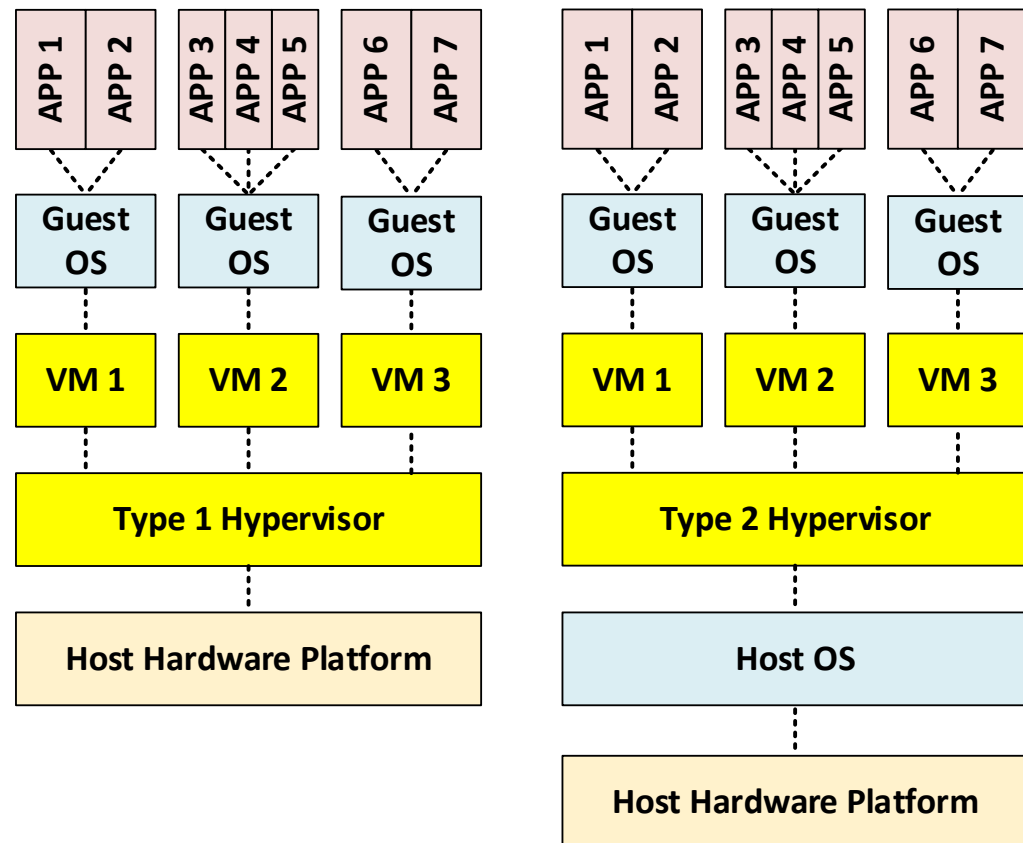 APP 1
APP 2
APP 3
APP 4
APP 5
APP 6
APP 7
Guest
OS
Guest
OS
Guest
OS
VM 1
VM 2
VM 3
Type 1 Hypervisor
Host Hardware Platform
APP 1
APP 2
APP 3
APP 4
APP 5
APP 6
APP 7
Guest
OS
Guest
OS
Guest
OS
VM 1
VM 2
VM 3
Type 2 Hypervisor
Host OS
Host Hardware Platform